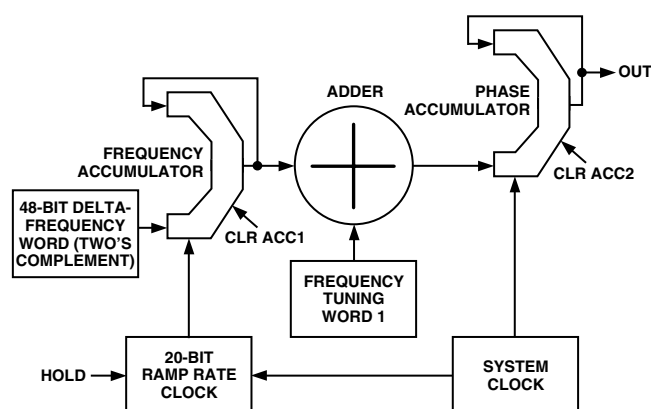 OUT
ADDER
PHASE
ACCUMULATOR
FREQUENCY
ACCUMULATOR
CLR ACC2
48-BIT DELTA-
FREQUENCY
WORD (TWO'S
COMPLEMENT)
CLR ACC1
FREQUENCY
TUNING
WORD 1
HOLD
20-BIT
RAMP RATE
CLOCK
SYSTEM
CLOCK